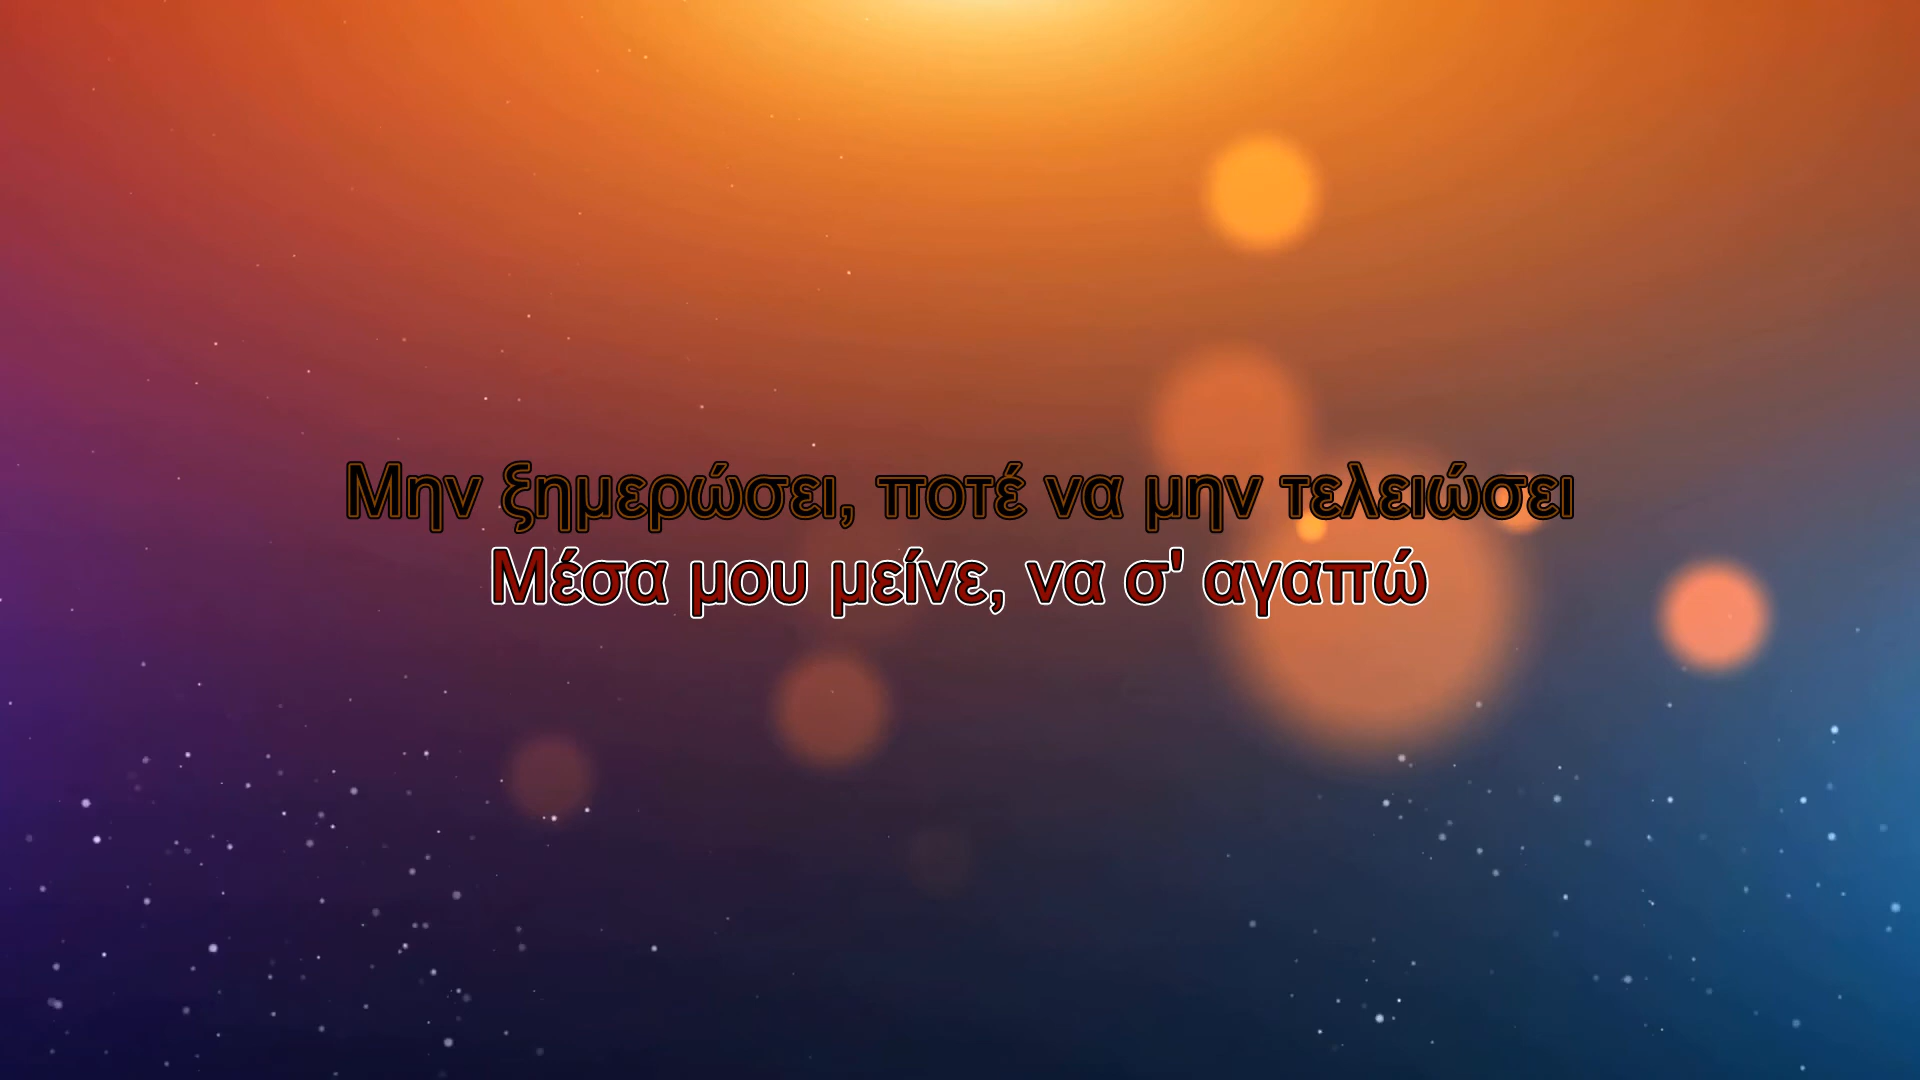 Μην ξημερώσει, ποτέ να μην τελειώσει
Μέσα μου μείνε, να σ' αγαπώ